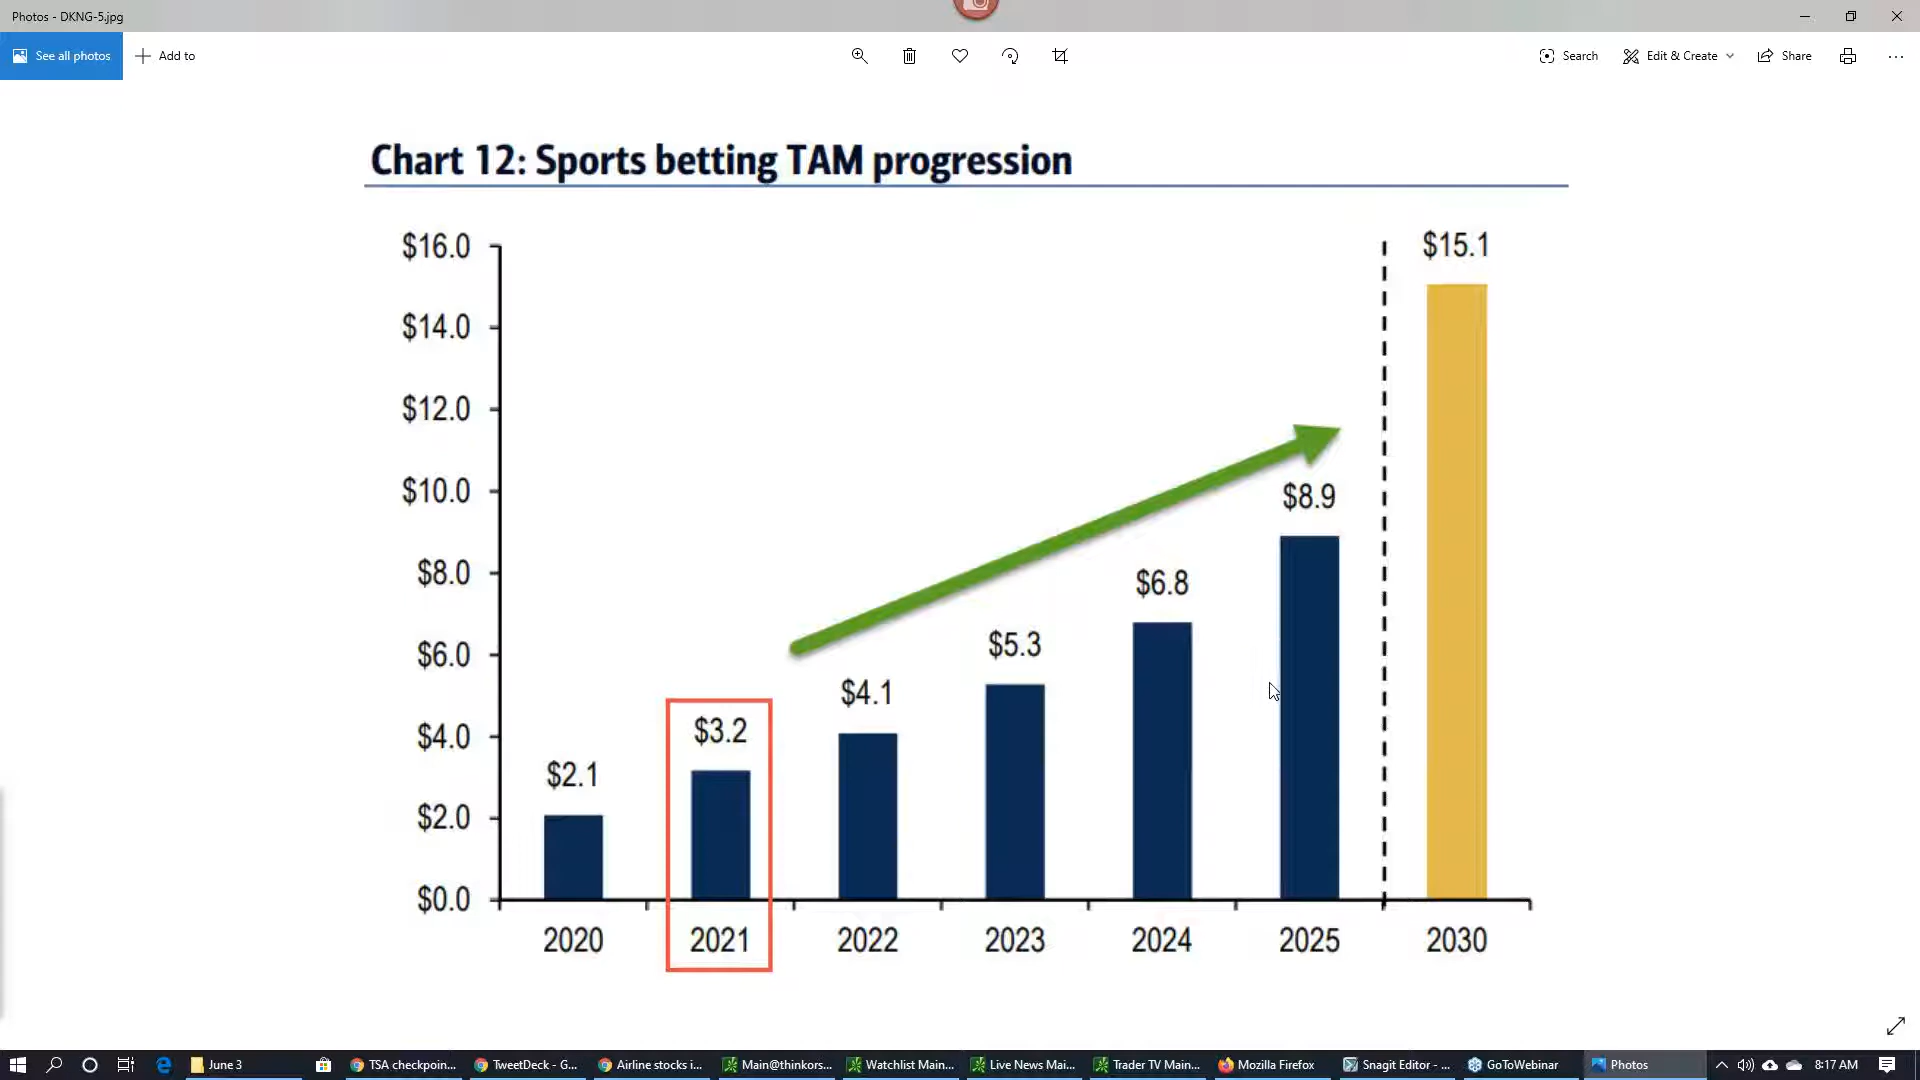 Photos - DKNG-5.jpg
See all photos
Add to
Search
Edit & Create
Share
Chart 12: Sports betting TAM progression
$16.0
$14.0
$12.0
$10.0
$8.0
$6.0
$4.0
$2.0
$0.0
$2.1
$3.2
$4.1
$5.3
$6.8
$8.9
$15.1
2020
2021
2022
2023
2024
2025
2030
June 3
TSA checkpoin...
TweetDeck - G...
Airline stocks i...
Main@thinkors...
Watchlist Main...
Live News Mai...
Trader TV Main...
Mozilla Firefox
Snagit Editor - ...
GoToWebinar
Photos
8:17 AM